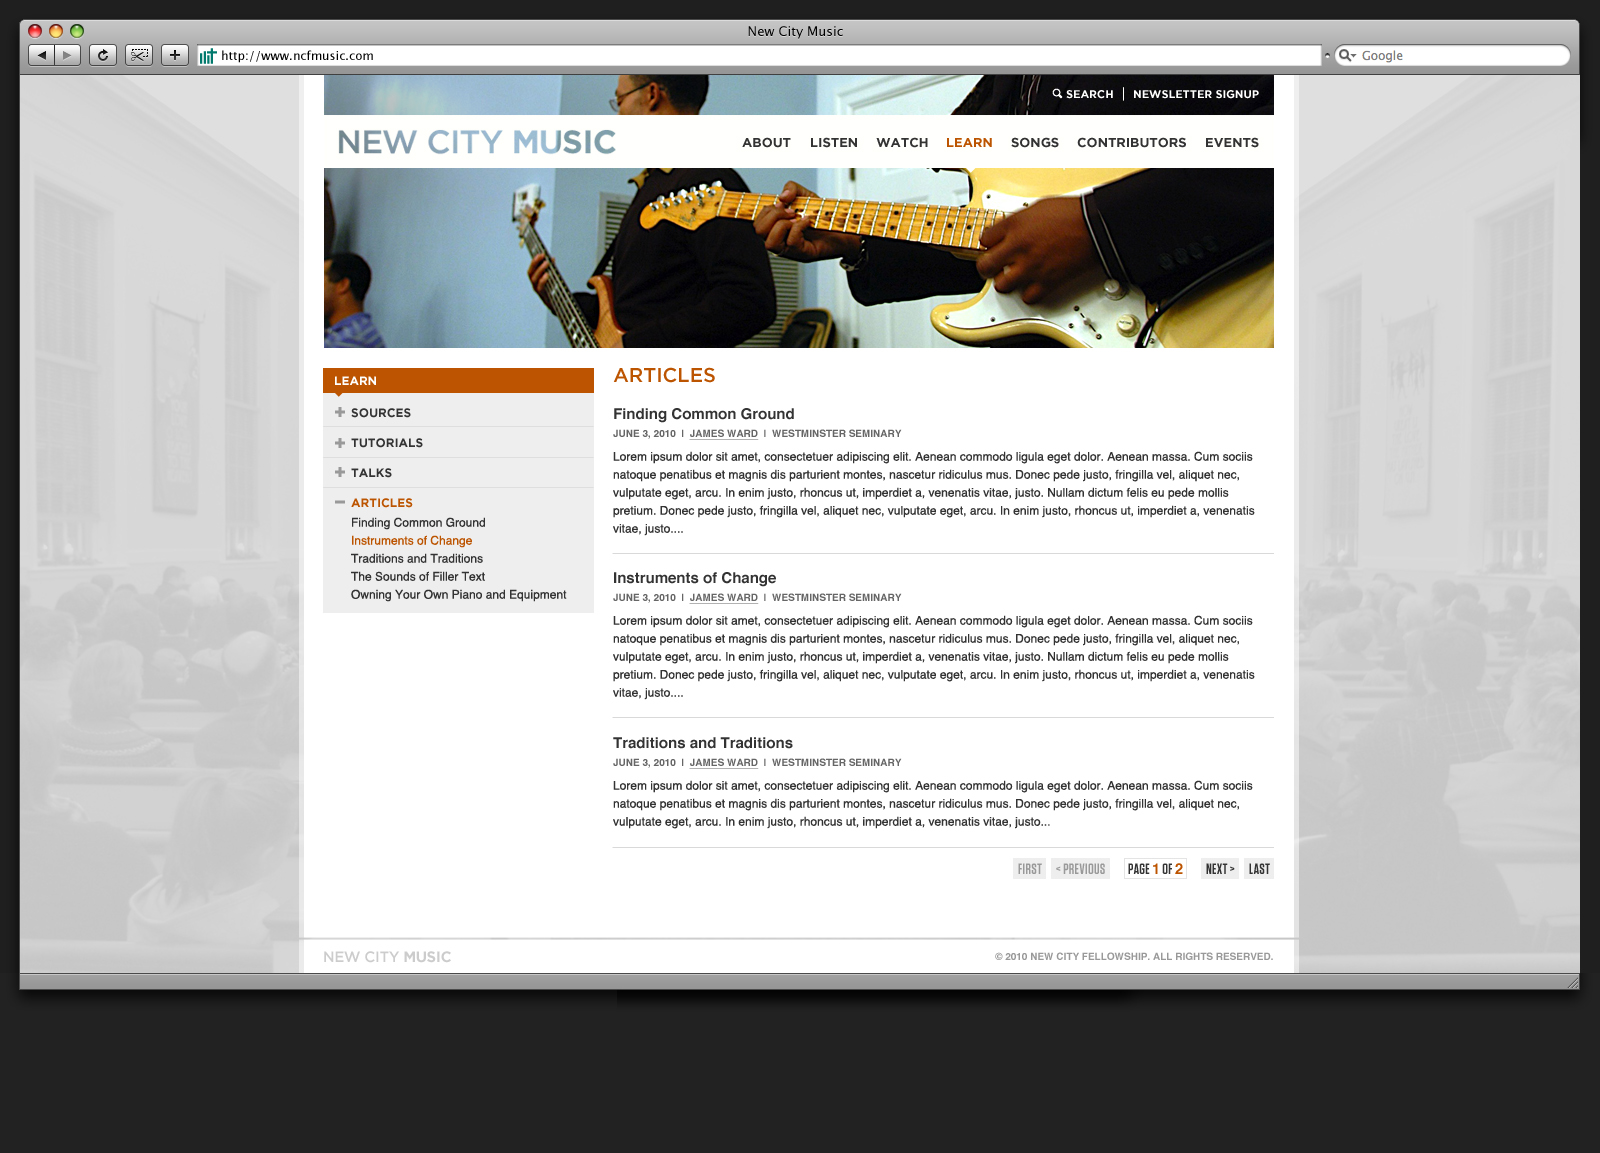 New City Music
http://www.ncfmusic.com
Google
SEARCH | NEWSLETTER SIGNUP
NEW CITY MUSIC
ABOUT LISTEN WATCH LEARN SONGS CONTRIBUTORS EVENTS
LEARN
+ SOURCES
+ TUTORIALS
+ TALKS
− ARTICLES
Finding Common Ground
Instruments of Change
Traditions and Traditions
The Sounds of Filler Text
Owning Your Own Piano and Equipment
ARTICLES
Finding Common Ground
JUNE 3, 2010 | JAMES WARD | WESTMINSTER SEMINARY
Lorem ipsum dolor sit amet, consectetuer adipiscing elit. Aenean commodo ligula eget dolor. Aenean massa. Cum sociis
natoque penatibus et magnis dis parturient montes, nascetur ridiculus mus. Donec pede justo, fringilla vel, aliquet nec,
vulputate eget, arcu. In enim justo, rhoncus ut, imperdiet a, venenatis vitae, justo. Nullam dictum felis eu pede mollis
pretium. Donec pede justo, fringilla vel, aliquet nec, vulputate eget, arcu. In enim justo, rhoncus ut, imperdiet a, venenatis
vitae, justo....
Instruments of Change
JUNE 3, 2010 | JAMES WARD | WESTMINSTER SEMINARY
Lorem ipsum dolor sit amet, consectetuer adipiscing elit. Aenean commodo ligula eget dolor. Aenean massa. Cum sociis
natoque penatibus et magnis dis parturient montes, nascetur ridiculus mus. Donec pede justo, fringilla vel, aliquet nec,
vulputate eget, arcu. In enim justo, rhoncus ut, imperdiet a, venenatis vitae, justo. Nullam dictum felis eu pede mollis
pretium. Donec pede justo, fringilla vel, aliquet nec, vulputate eget, arcu. In enim justo, rhoncus ut, imperdiet a, venenatis
vitae, justo....
Traditions and Traditions
JUNE 3, 2010 | JAMES WARD | WESTMINSTER SEMINARY
Lorem ipsum dolor sit amet, consectetuer adipiscing elit. Aenean commodo ligula eget dolor. Aenean massa. Cum sociis
natoque penatibus et magnis dis parturient montes, nascetur ridiculus mus. Donec pede justo, fringilla vel, aliquet nec,
vulputate eget, arcu. In enim justo, rhoncus ut, imperdiet a, venenatis vitae, justo...
FIRST < PREVIOUS PAGE 1 OF 2 NEXT > LAST
NEW CITY MUSIC
© 2010 NEW CITY FELLOWSHIP. ALL RIGHTS RESERVED.